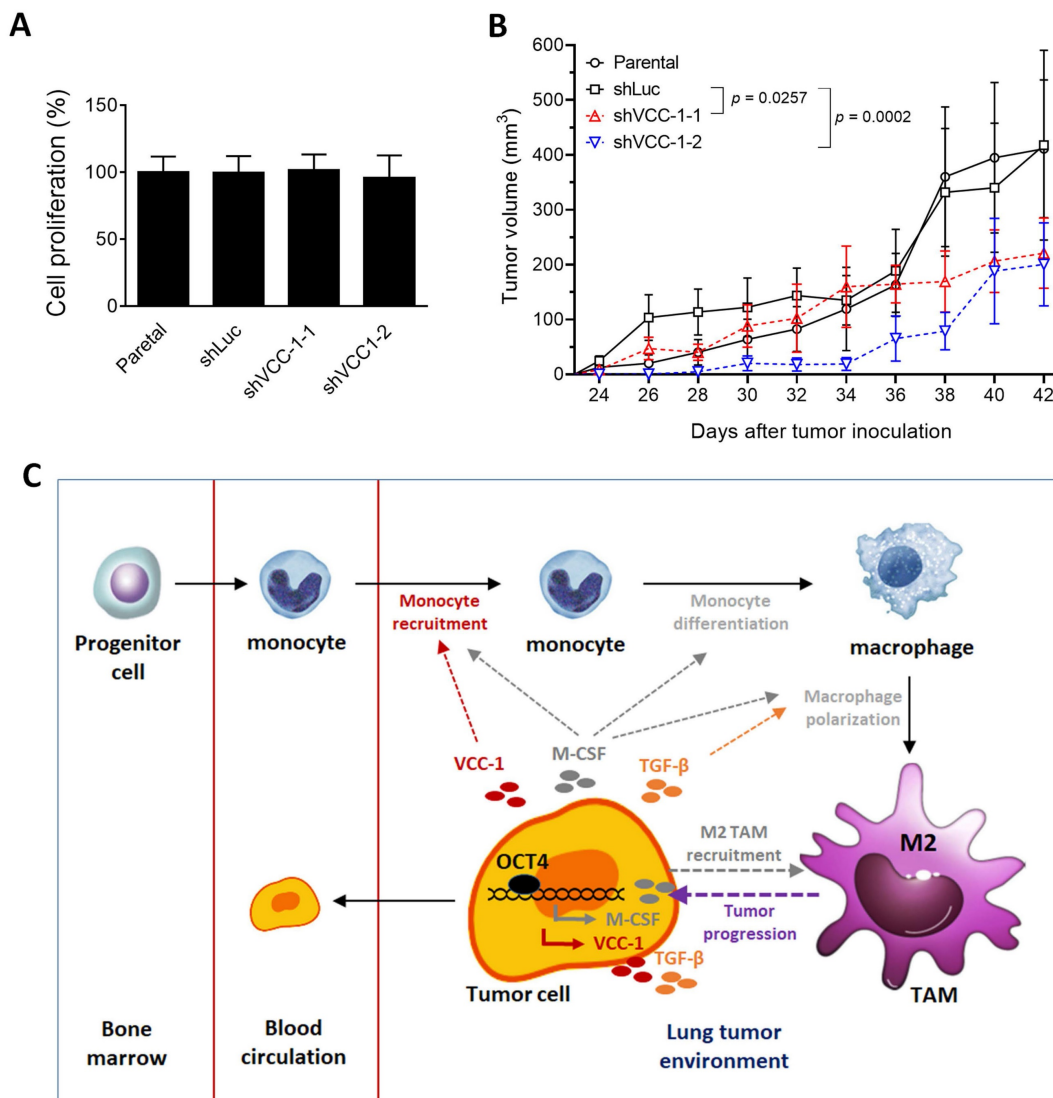 A
Cell proliferation (%)
150
100
50
0
Paretal
shLuc
shVCC-1-1
shVCC1-2
B
Tumor volume (mm³)
600
500
400
300
200
100
0
Parental
shLuc
shVCC-1-1
shVCC-1-2
p = 0.0257
p = 0.0002
24 26 28 30 32 34 36 38 40 42
Days after tumor inoculation
C
Progenitor
cell
monocyte
Monocyte
recruitment
monocyte
Monocyte
differentiation
macrophage
Macrophage
polarization
VCC-1
M-CSF
TGF-β
OCT4
M-CSF
VCC-1
TGF-β
Tumor cell
M2 TAM
recruitment
Tumor
progression
M2
TAM
Bone
marrow
Blood
circulation
Lung tumor
environment